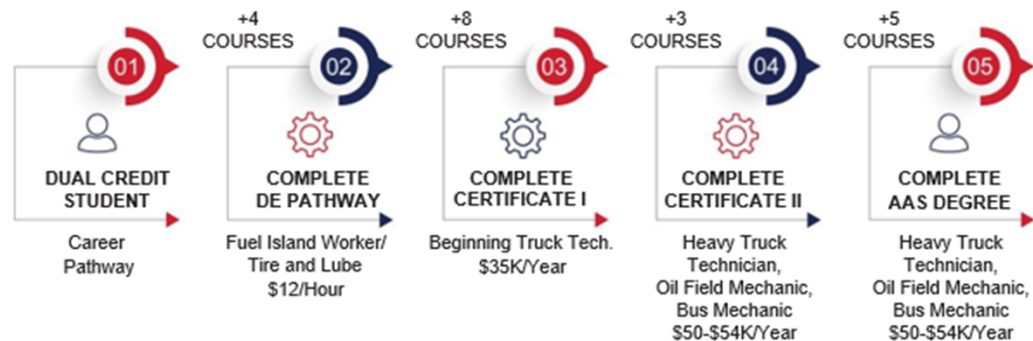 01
DUAL CREDIT
STUDENT
Career
Pathway
+4
COURSES
02
COMPLETE
DE PATHWAY
Fuel Island Worker/
Tire and Lube
$12/Hour
+8
COURSES
03
COMPLETE
CERTIFICATE I
Beginning Truck Tech.
$35K/Year
+3
COURSES
04
COMPLETE
CERTIFICATE II
Heavy Truck
Technician,
Oil Field Mechanic,
Bus Mechanic
$50-$54K/Year
+5
COURSES
05
COMPLETE
AAS DEGREE
Heavy Truck
Technician,
Oil Field Mechanic,
Bus Mechanic
$50-$54K/Year